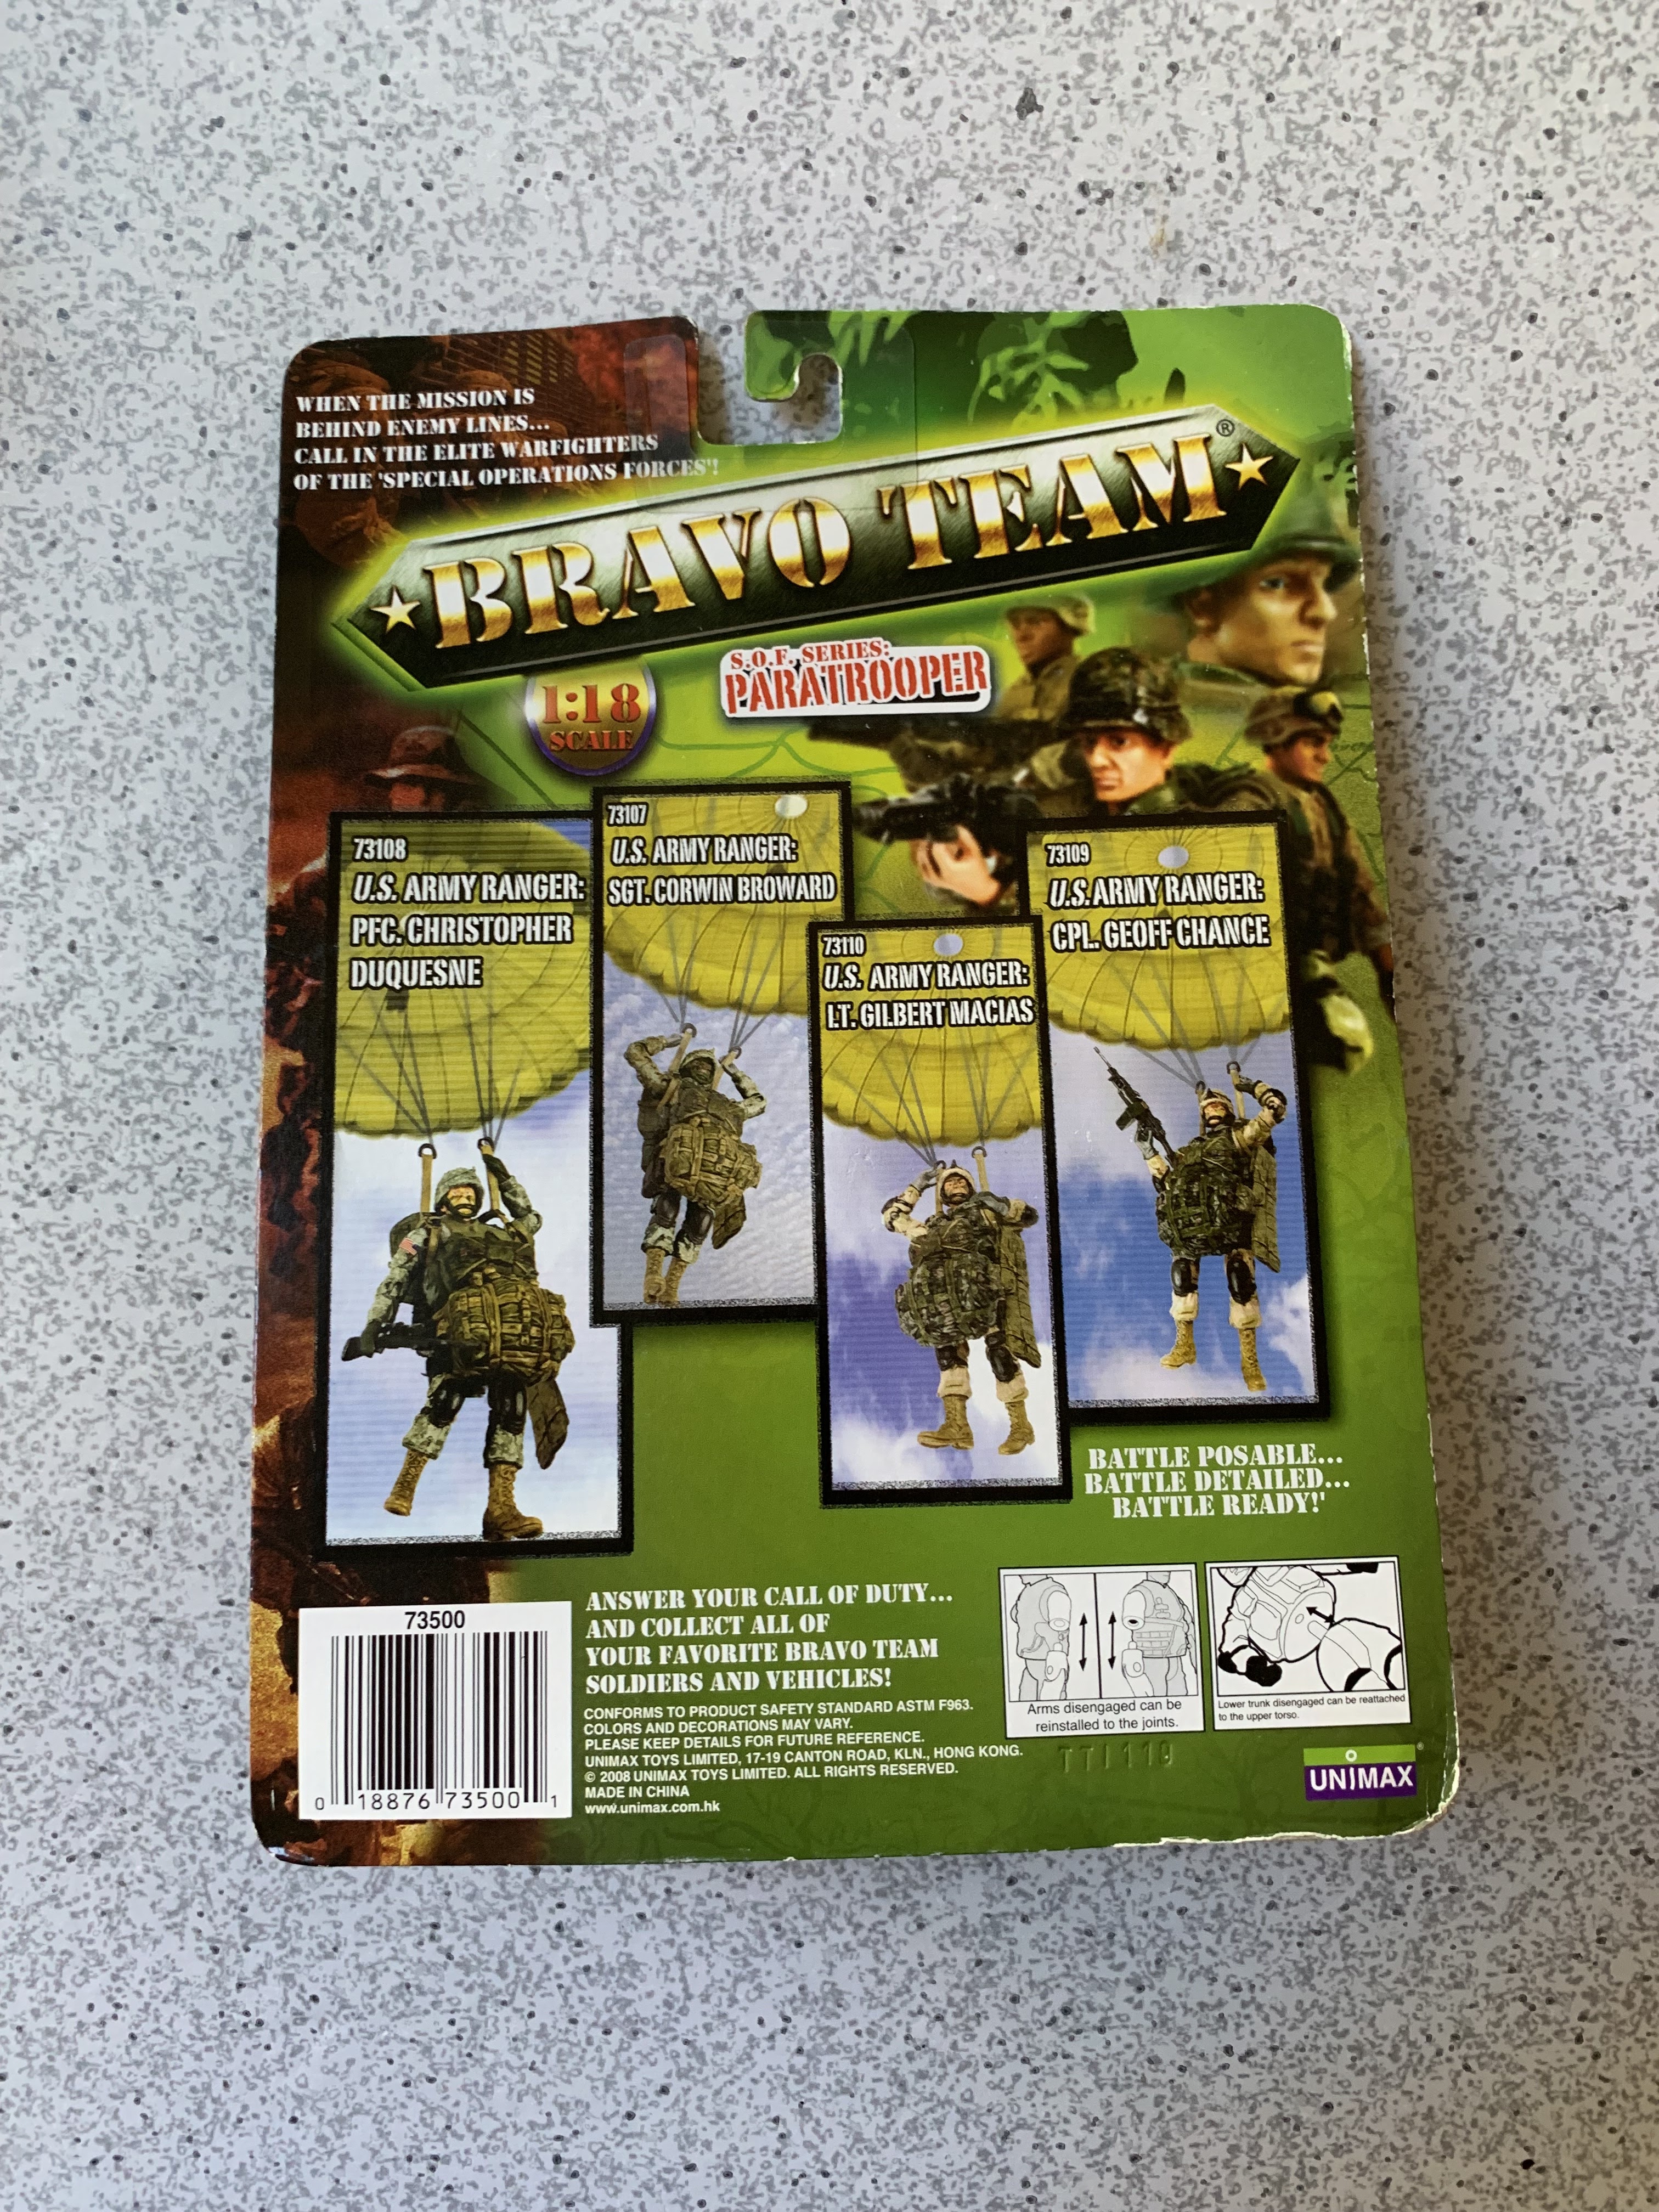 WHEN THE MISSION IS
BEHIND ENEMY LINES...
CALL IN THE ELITE WARFIGHTERS
OF THE 'SPECIAL OPERATIONS FORCES'!
BRAVO TEAM®
1:18
SCALE
S.O.F. SERIES:
PARATROOPER
73108
U.S. ARMY RANGER:
PFC. CHRISTOPHER
DUQUESNE
73107
U.S. ARMY RANGER:
SGT. CORWIN BROWARD
73110
U.S. ARMY RANGER:
LT. GILBERT MACIAS
73109
U.S. ARMY RANGER:
CPL. GEOFF CHANCE
BATTLE POSABLE...
BATTLE DETAILED...
BATTLE READY!'
73500
0 18876 73500 1
ANSWER YOUR CALL OF DUTY...
AND COLLECT ALL OF
YOUR FAVORITE BRAVO TEAM
SOLDIERS AND VEHICLES!
CONFORMS TO PRODUCT SAFETY STANDARD ASTM F963.
COLORS AND DECORATIONS MAY VARY.
PLEASE KEEP DETAILS FOR FUTURE REFERENCE.
UNIMAX TOYS LIMITED, 17-19 CANTON ROAD, KLN., HONG KONG.
© 2008 UNIMAX TOYS LIMITED. ALL RIGHTS RESERVED.
MADE IN CHINA
www.unimax.com.hk
Arms disengaged can be
reinstalled to the joints.
Lower trunk disengaged can be reattached
to the upper torso.
UNIMAX